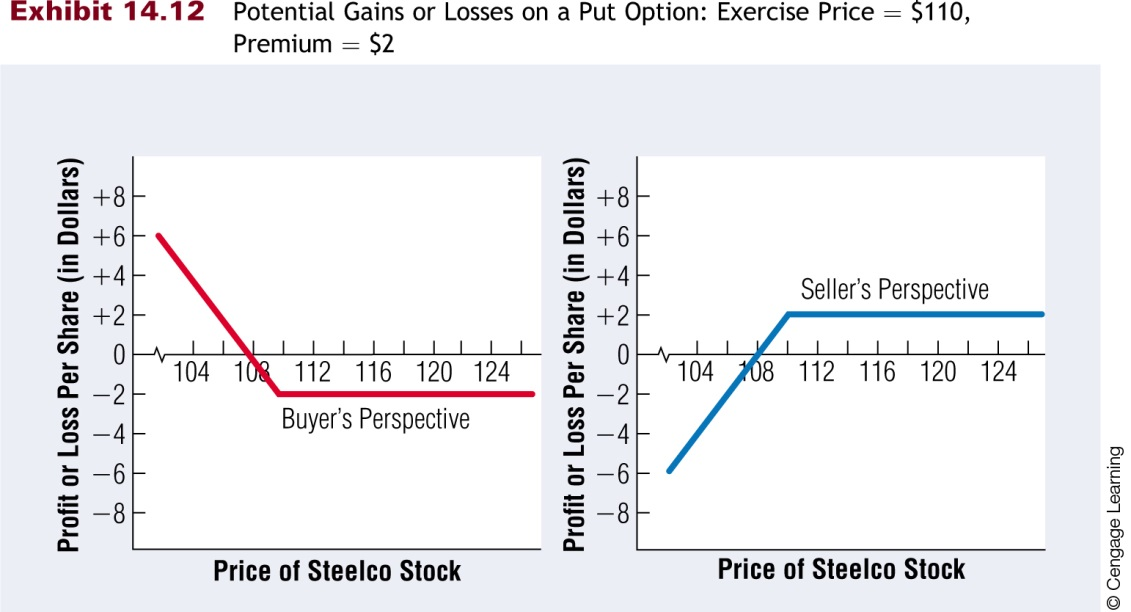 Exhibit 14.12 Potential Gains or Losses on a Put Option: Exercise Price = $110,
Premium = $2
Profit or Loss Per Share (in Dollars)
+8
+6
+4
+2
0
−2
−4
−6
−8
104 108 112 116 120 124
Buyer's Perspective
Price of Steelco Stock
Profit or Loss Per Share (in Dollars)
+8
+6
+4
+2
0
−2
−4
−6
−8
Seller's Perspective
104 108 112 116 120 124
Price of Steelco Stock
© Cengage Learning